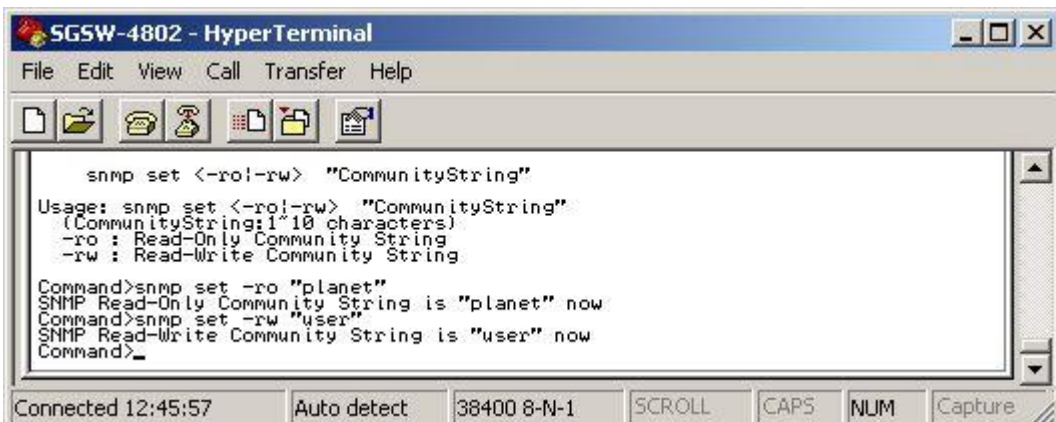 SGSW-4802 - HyperTerminal
File Edit View Call Transfer Help
snmp set <-ro|-rw> "CommunityString"
Usage: snmp set <-ro|-rw> "CommunityString"
(CommunityString:1~10 characters)
-ro : Read-Only Community String
-rw : Read-Write Community String
Command>snmp set -ro "planet"
SNMP Read-Only Community String is "planet" now
Command>snmp set -rw "user"
SNMP Read-Write Community String is "user" now
Command>_
Connected 12:45:57 Auto detect 38400 8-N-1 SCROLL CAPS NUM Capture